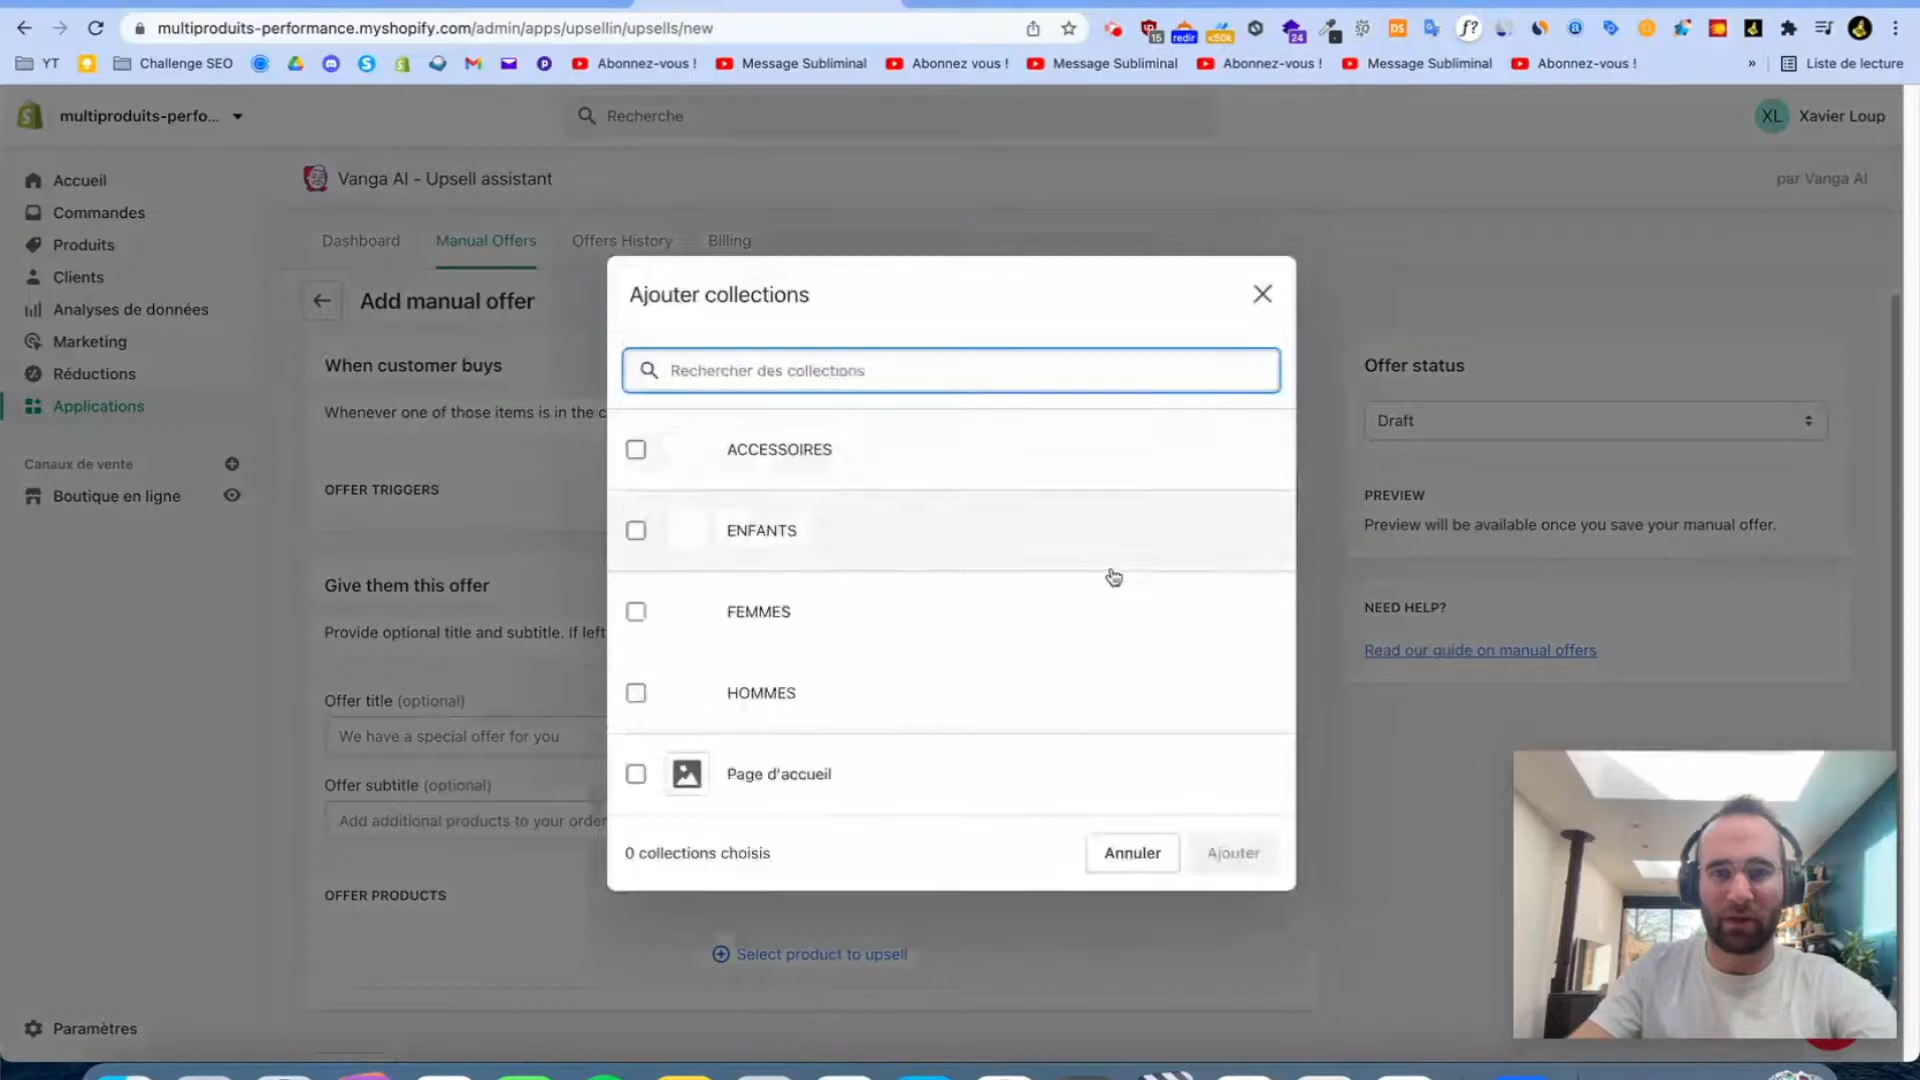 multiproduits-performance.myshopify.com/admin/apps/upsellin/upsells/new
15
redir
<50k
24
DS
f?
YT
Challenge SEO
Abonnez-vous !
Message Subliminal
Abonnez vous !
Message Subliminal
Abonnez-vous !
Message Subliminal
Abonnez-vous !
»
Liste de lecture
multiproduits-perfo...
Recherche
XL
Xavier Loup
Accueil
Commandes
Produits
Clients
Analyses de données
Marketing
Réductions
Applications
Canaux de vente
Boutique en ligne
Paramètres
Vanga AI - Upsell assistant
par Vanga AI
Dashboard
Manual Offers
Offers History
Billing
Add manual offer
When customer buys
Whenever one of those items is in the c
OFFER TRIGGERS
Give them this offer
Provide optional title and subtitle. If left
Offer title (optional)
We have a special offer for you
Offer subtitle (optional)
Add additional products to your order
OFFER PRODUCTS
Select product to upsell
Ajouter collections
Rechercher des collections
ACCESSOIRES
ENFANTS
FEMMES
HOMMES
Page d'accueil
0 collections choisis
Annuler
Ajouter
Offer status
Draft
PREVIEW
Preview will be available once you save your manual offer.
NEED HELP?
Read our guide on manual offers